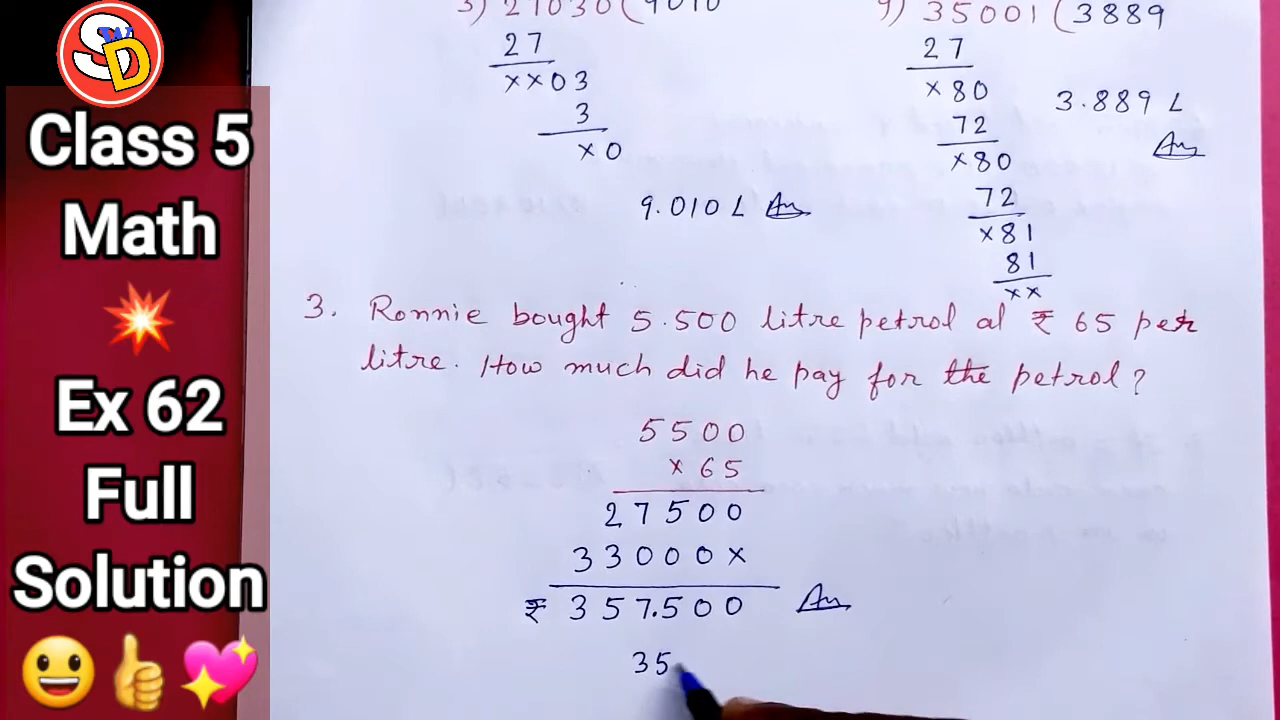 SWD
Class 5
Math
Ex 62
Full
Solution
3) 27030 ( 9010
27
××03
3
×0
9.010 L Ans
9) 35001 ( 3889
27
×80
72
×80
72
×81
81
××
3.889 L
Ans
3. Ronnie bought 5.500 litre petrol at ₹ 65 per
litre. How much did he pay for the petrol?
5500
× 65
27500
33000×
₹ 357.500 Ans
35